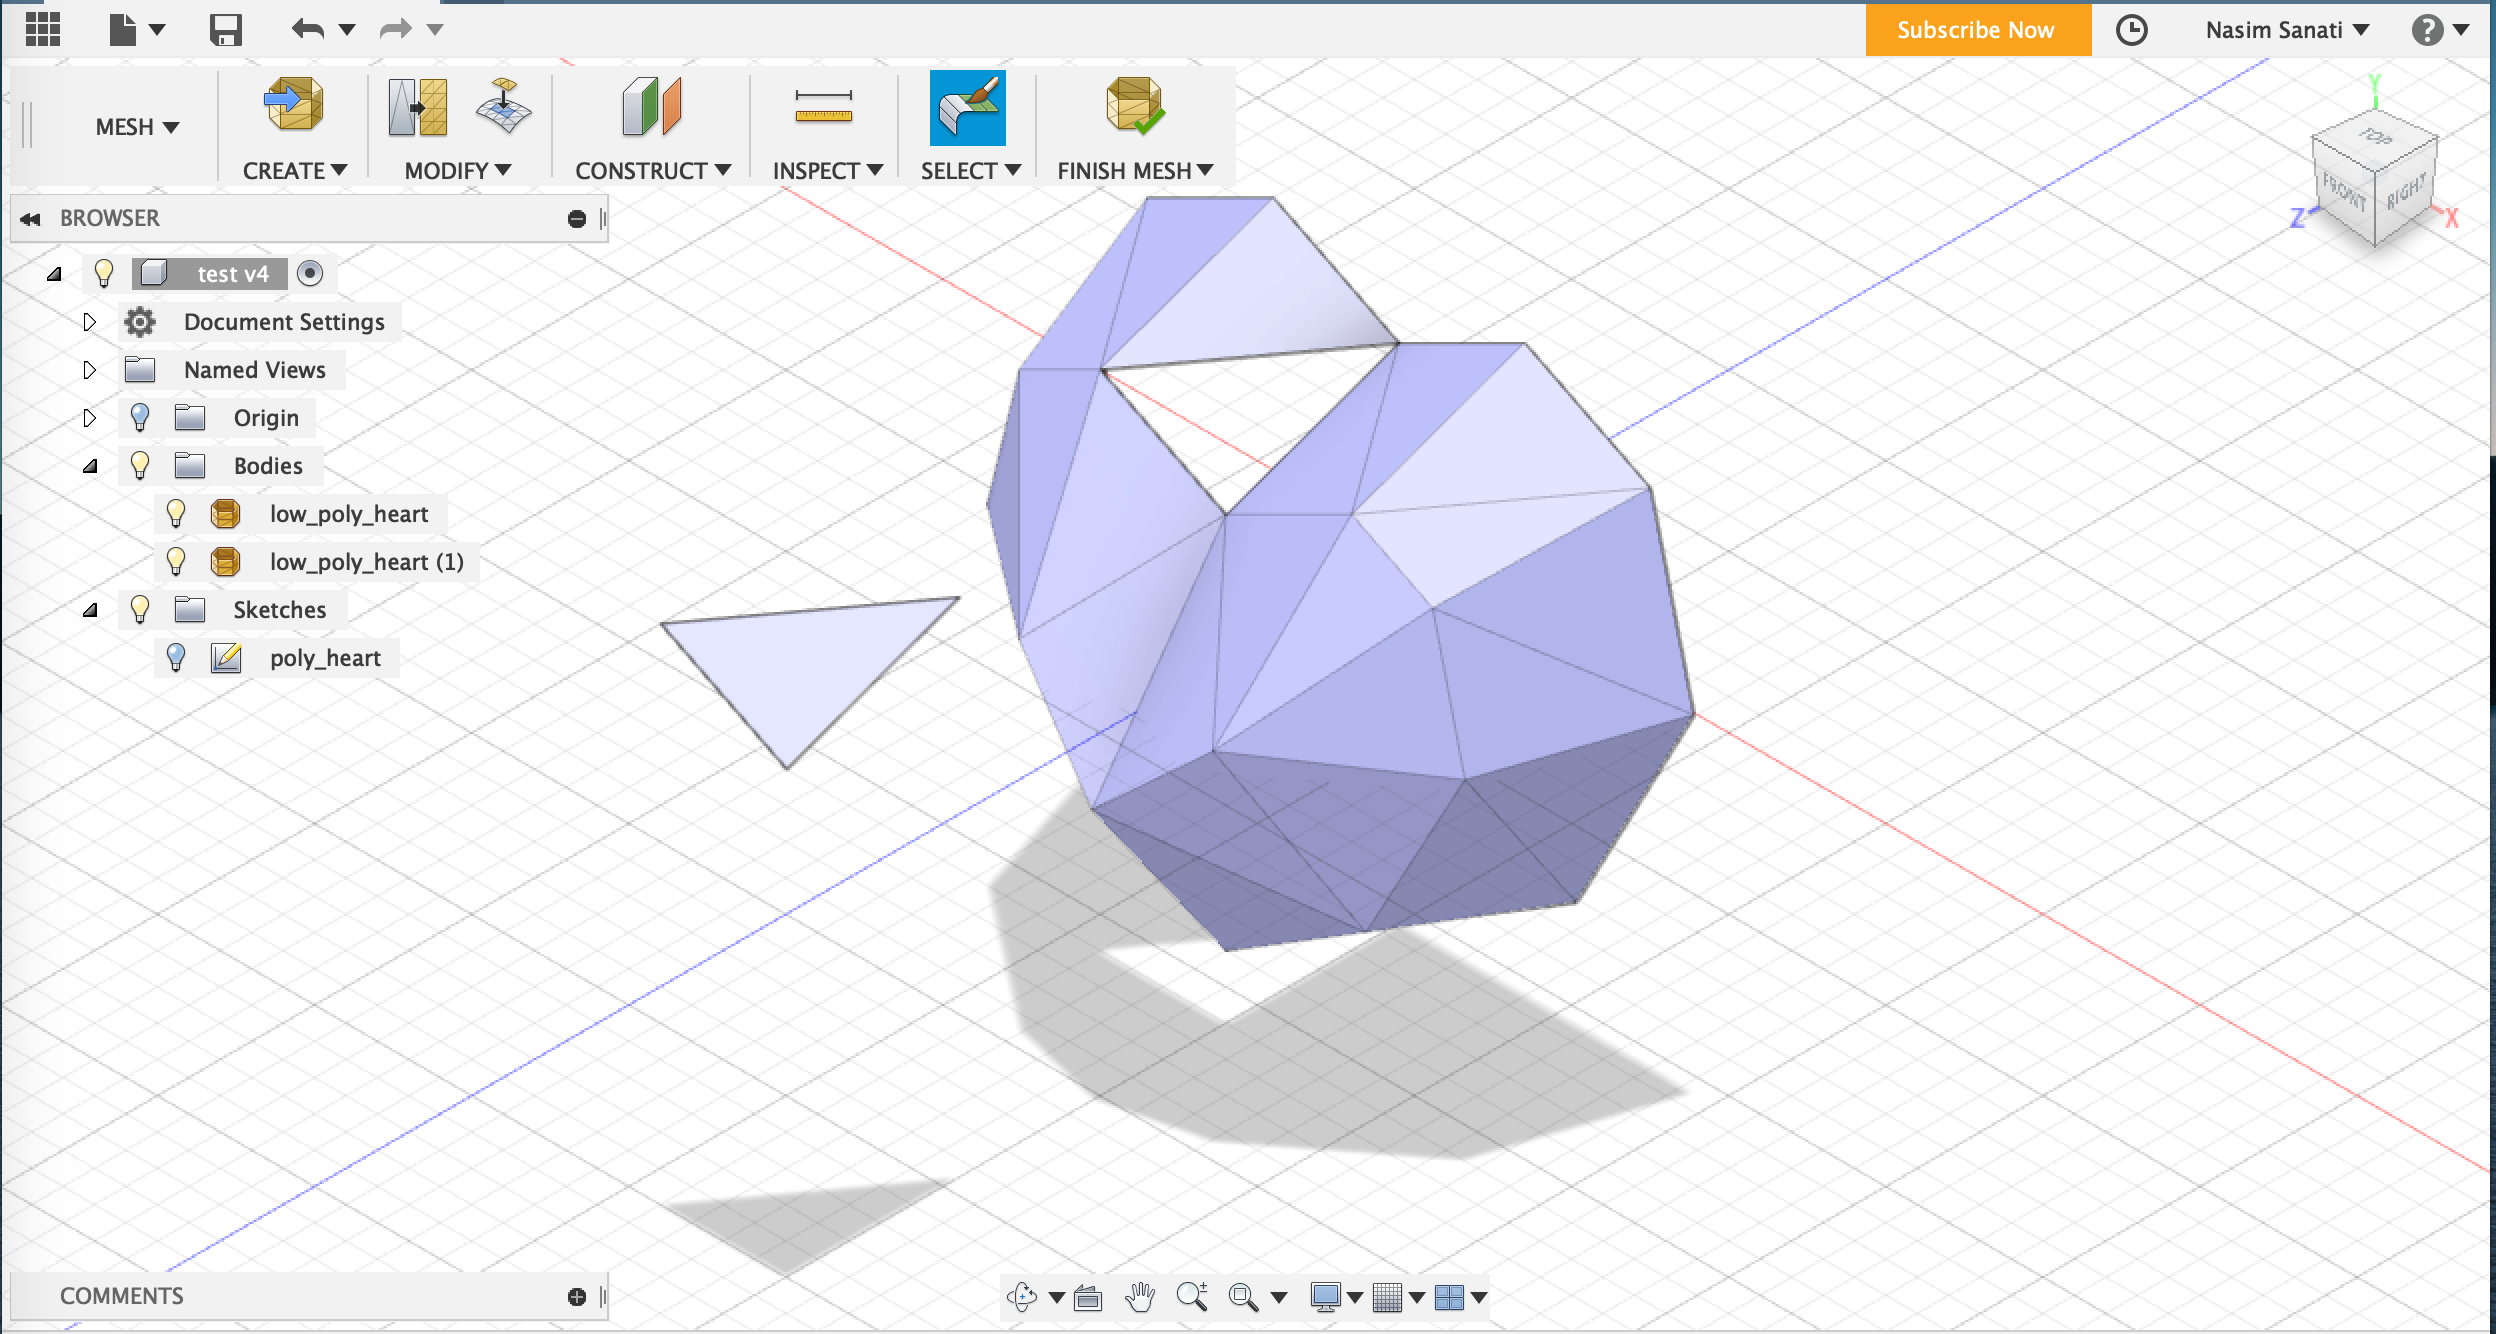 Subscribe Now
Nasim Sanati
?
MESH
CREATE
MODIFY
CONSTRUCT
INSPECT
SELECT
FINISH MESH
Y
TOP
FRONT
RIGHT
Z
X
BROWSER
test v4
Document Settings
Named Views
Origin
Bodies
low_poly_heart
low_poly_heart (1)
Sketches
poly_heart
COMMENTS